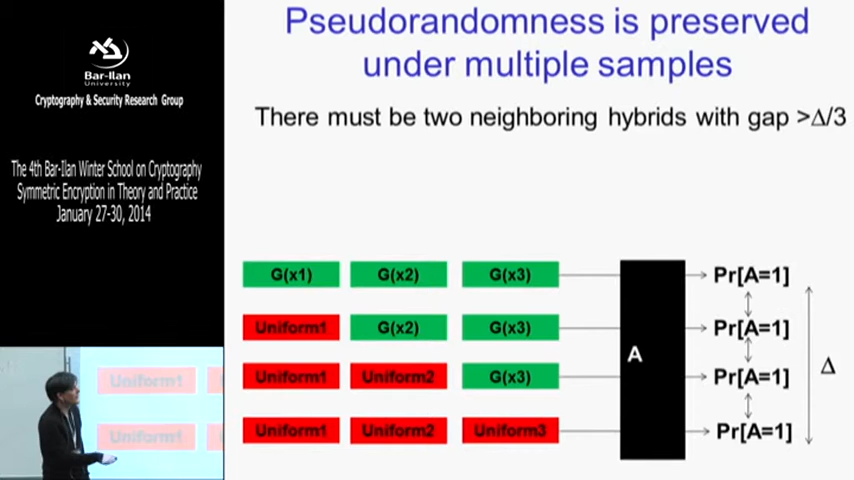 Bar-Ilan
University
Cryptography & Security Research Group
The 4th Bar-Ilan Winter School on Cryptography
Symmetric Encryption in Theory and Practice
January 27-30, 2014
Pseudorandomness is preserved
under multiple samples
There must be two neighboring hybrids with gap >Δ/3
G(x1) G(x2) G(x3) Pr[A=1]
Uniform1 G(x2) G(x3) Pr[A=1]
A
Uniform1 Uniform2 G(x3) Pr[A=1]
Δ
Uniform1 Uniform2 Uniform3 Pr[A=1]
Uniform1
Uniform1